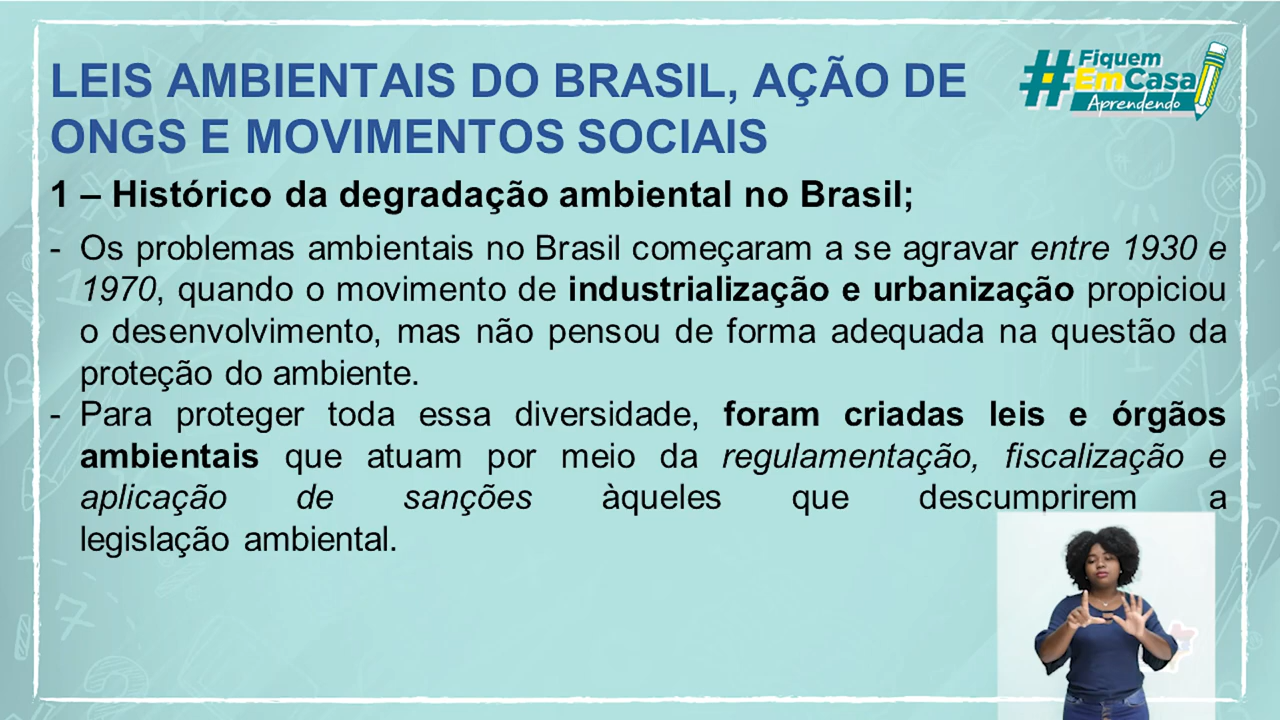 LEIS AMBIENTAIS DO BRASIL, AÇÃO DE
ONGS E MOVIMENTOS SOCIAIS
#Fiquem
EmCasa
Aprendendo
1 – Histórico da degradação ambiental no Brasil;
- Os problemas ambientais no Brasil começaram a se agravar entre 1930 e
1970, quando o movimento de industrialização e urbanização propiciou
o desenvolvimento, mas não pensou de forma adequada na questão da
proteção do ambiente.
- Para proteger toda essa diversidade, foram criadas leis e órgãos
ambientais que atuam por meio da regulamentação, fiscalização e
aplicação de sanções àqueles que descumprirem a
legislação ambiental.